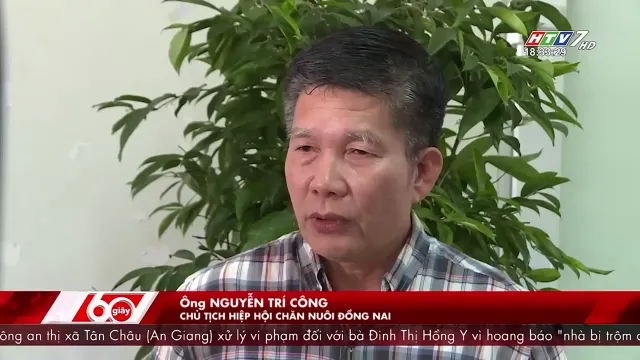 HTV7 HD
18:33:29
Ông NGUYỄN TRÍ CÔNG
60 giây
CHỦ TỊCH HIỆP HỘI CHĂN NUÔI ĐỒNG NAI
ông an thị xã Tân Châu (An Giang) xử lý vi phạm đối với bà Đinh Thị Hồng Y vì hoang báo "nhà bị trộm